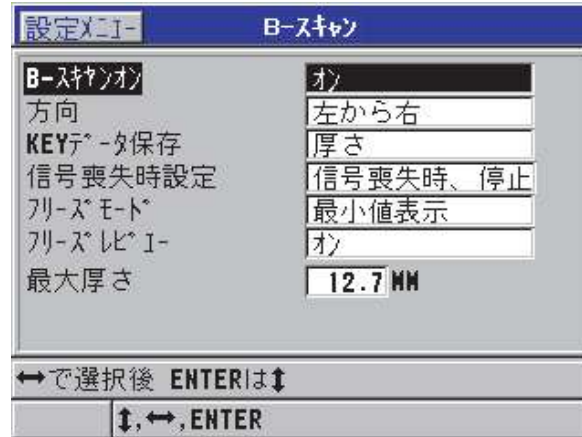 設定ﾒﾆｭｰ B-ｽｷｬﾝ
B-ｽｷｬﾝｵﾝ ｵﾝ
方向 左から右
KEYﾃﾞｰﾀ保存 厚さ
信号喪失時設定 信号喪失時、停止
ﾌﾘｰｽﾞﾓｰﾄﾞ 最小値表示
ﾌﾘｰｽﾞﾚﾋﾞｭｰ ｵﾝ
最大厚さ 12.7 MM
↔で選択後 ENTERは↕
↕,↔,ENTER